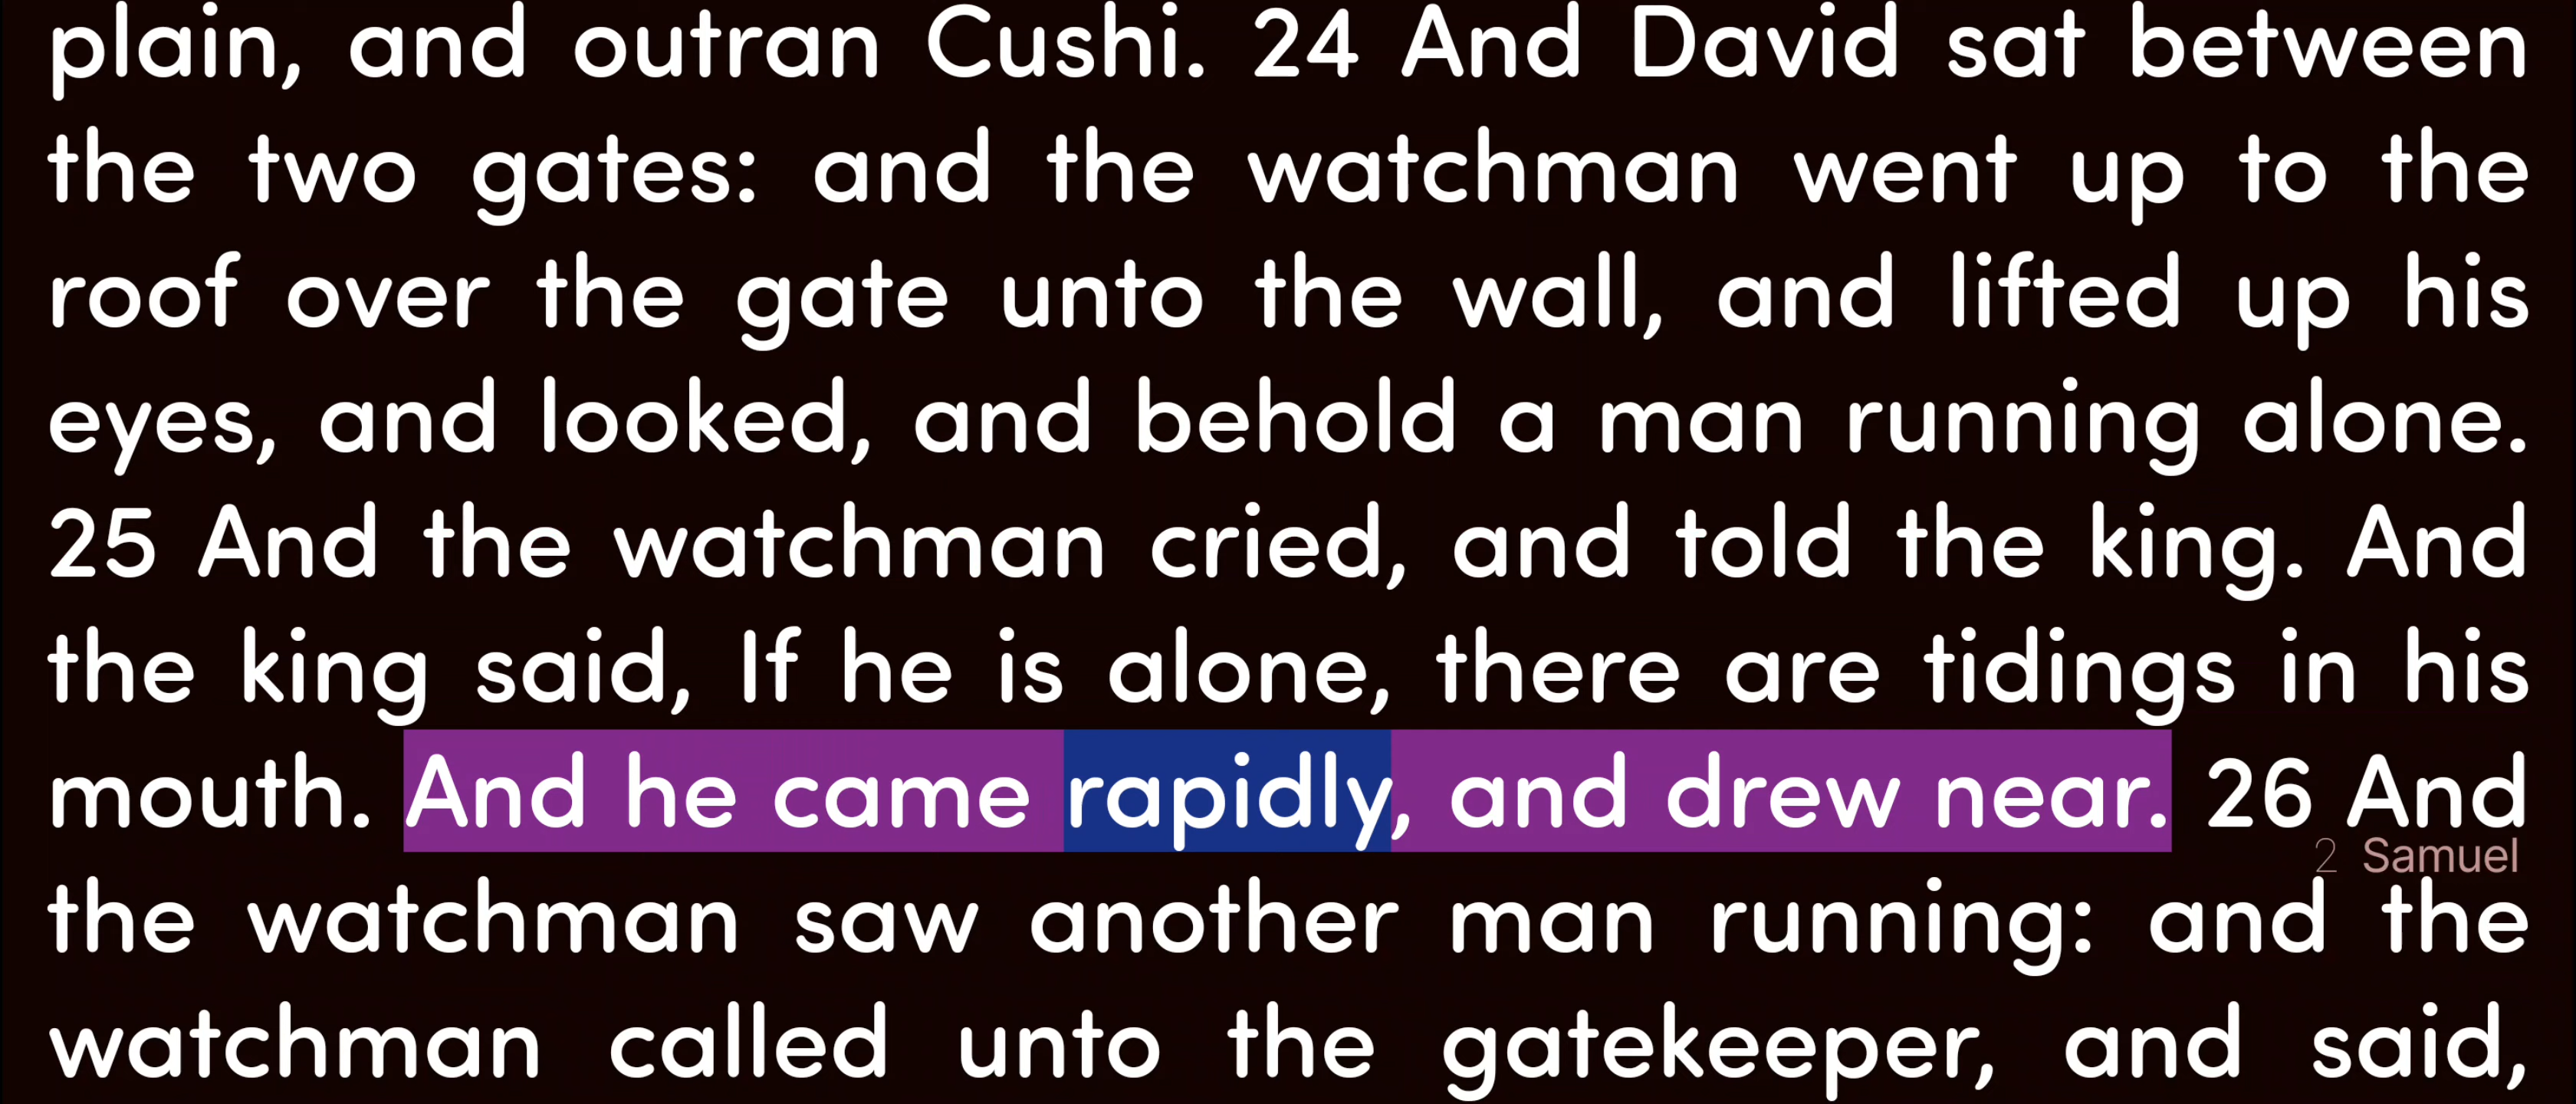 plain, and outran Cushi. 24 And David sat between
the two gates: and the watchman went up to the
roof over the gate unto the wall, and lifted up his
eyes, and looked, and behold a man running alone.
25 And the watchman cried, and told the king. And
the king said, If he is alone, there are tidings in his
mouth. And he came rapidly, and drew near. 26 And
2 Samuel
the watchman saw another man running: and the
watchman called unto the gatekeeper, and said,